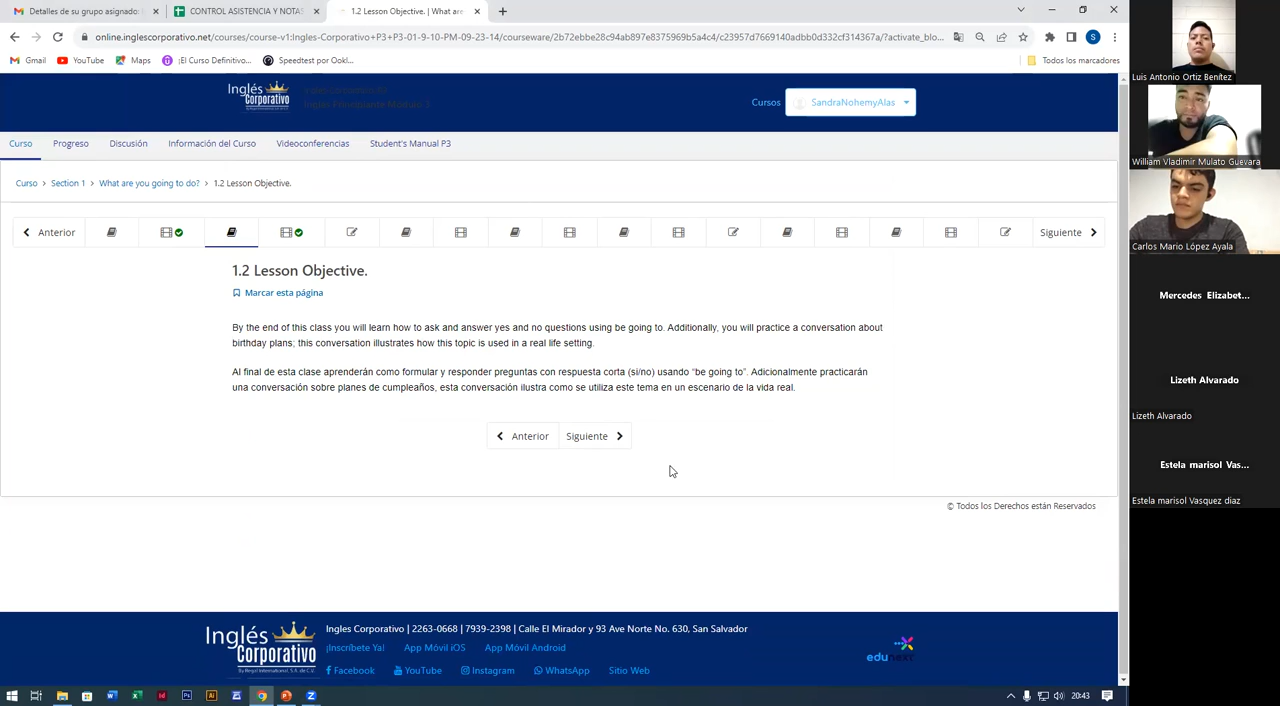 Detalles de su grupo asignado:
CONTROL ASISTENCIA Y NOTAS
1.2 Lesson Objective. | What are
online.inglescorporativo.net/courses/course-v1:Ingles-Corporativo+P3+P3-01-9-10-PM-09-23-14/courseware/2b72ebbe28c94ab897e8375969b5a4c4/c23957d7669140adbb0d332cf314367a/?activate_blo...
Gmail
YouTube
Maps
¡El Curso Definitivo...
Speedtest por Ookl...
Todos los marcadores
Inglés
Corporativo
Cursos
SandraNohemyAlas
Curso
Progreso
Discusión
Información del Curso
Videoconferencias
Student's Manual P3
Curso > Section 1 > What are you going to do? > 1.2 Lesson Objective.
Anterior
Siguiente
1.2 Lesson Objective.
Marcar esta página
By the end of this class you will learn how to ask and answer yes and no questions using be going to. Additionally, you will practice a conversation about
birthday plans; this conversation illustrates how this topic is used in a real life setting.
Al final de esta clase aprenderán como formular y responder preguntas con respuesta corta (si/no) usando "be going to". Adicionalmente practicarán
una conversación sobre planes de cumpleaños, esta conversación ilustra como se utiliza este tema en un escenario de la vida real.
Anterior
Siguiente
© Todos los Derechos están Reservados
Inglés
Corporativo
By Regal International, S.A. de C.V.
Ingles Corporativo | 2263-0668 | 7939-2398 | Calle El Mirador y 93 Ave Norte No. 630, San Salvador
¡Inscríbete Ya!
App Móvil iOS
App Móvil Android
Facebook
YouTube
Instagram
WhatsApp
Sitio Web
20:43
Luis Antonio Ortiz Benítez
William Vladimir Mulato Guevara
Carlos Mario López Ayala
Mercedes Elizabet...
Lizeth Alvarado
Lizeth Alvarado
Estela marisol Vas...
Estela marisol Vasquez diaz